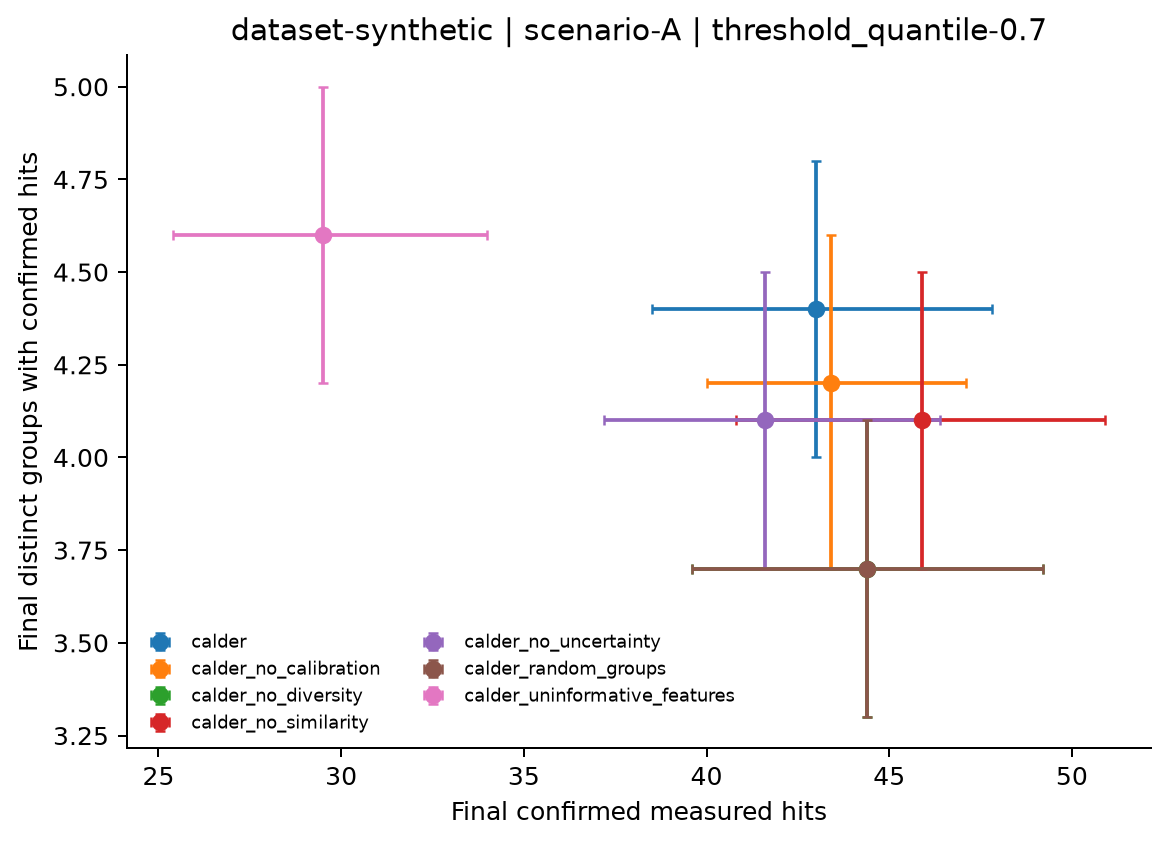 dataset-synthetic | scenario-A | threshold_quantile-0.7
Final distinct groups with confirmed hits
5.00
4.75
4.50
4.25
4.00
3.75
3.50
3.25
calder
calder_no_calibration
calder_no_diversity
calder_no_similarity
calder_no_uncertainty
calder_random_groups
calder_uninformative_features
25
30
35
40
45
50
Final confirmed measured hits